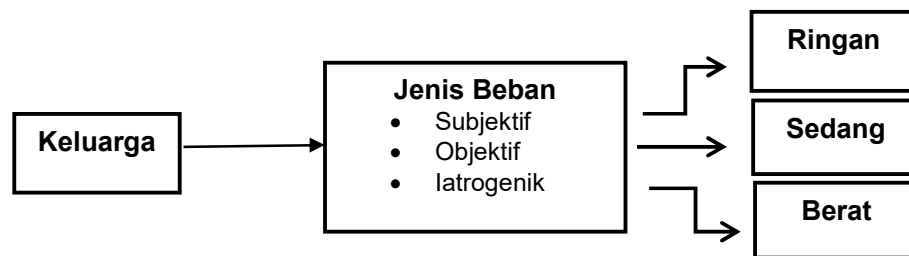 Keluarga
Jenis Beban
• Subjektif
• Objektif
• Iatrogenik
Ringan
Sedang
Berat